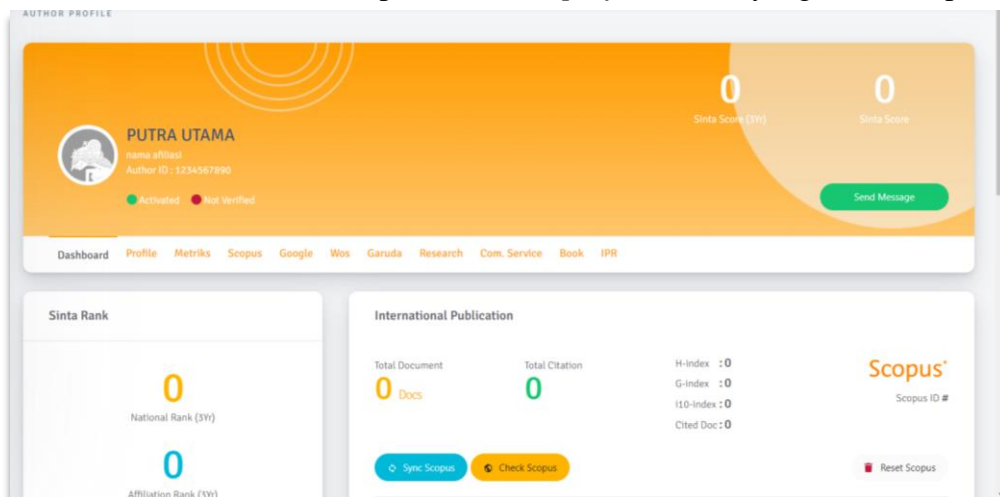 AUTHOR PROFILE
0
0
Sinta Score (3Yr)
Sinta Score
PUTRA UTAMA
nama afiliasi
Author ID : 1234567890
Activated Not Verified
Send Message
Dashboard Profile Metriks Scopus Google Wos Garuda Research Com. Service Book IPR
Sinta Rank
0
National Rank (3Yr)
0
Affiliation Rank (3Yr)
International Publication
Total Document
0 Docs
Total Citation
0
H-Index : 0
G-Index : 0
i10-Index : 0
Cited Doc : 0
Scopus
Scopus ID #
Sync Scopus
Check Scopus
Reset Scopus